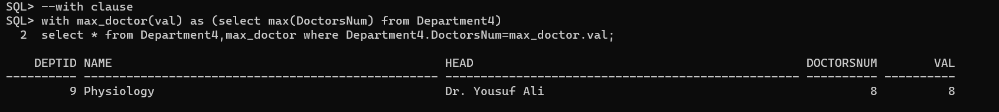 SQL> --with clause
SQL> with max_doctor(val) as (select max(DoctorsNum) from Department4)
  2  select * from Department4,max_doctor where Department4.DoctorsNum=max_doctor.val;

    DEPTID NAME                                               HEAD                                               DOCTORSNUM        VAL
---------- -------------------------------------------------- -------------------------------------------------- ---------- ----------
         9 Physiology                                         Dr. Yousuf Ali                                              8          8